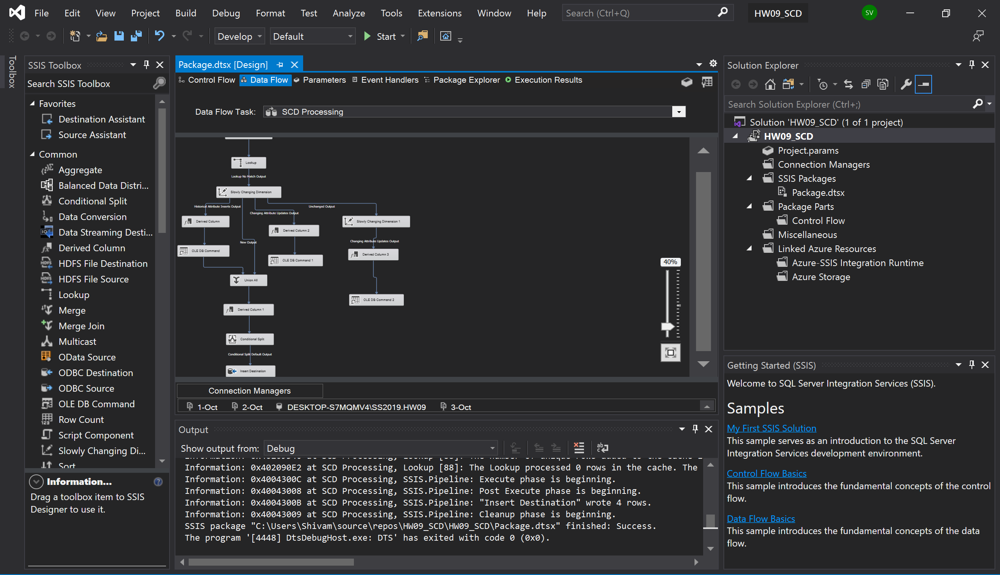 File Edit View Project Build Debug Format Test Analyze Tools Extensions Window Help Search (Ctrl+Q) HW09_SCD SV
Develop Default Start
Toolbox
SSIS Toolbox
Search SSIS Toolbox
Favorites
Destination Assistant
Source Assistant
Common
Aggregate
Balanced Data Distri...
Conditional Split
Data Conversion
Data Streaming Desti...
Derived Column
HDFS File Destination
HDFS File Source
Lookup
Merge
Merge Join
Multicast
OData Source
ODBC Destination
ODBC Source
OLE DB Command
Row Count
Script Component
Slowly Changing Di...
Sort
Information...
Drag a toolbox item to SSIS
Designer to use it.
Package.dtsx [Design]
Control Flow Data Flow Parameters Event Handlers Package Explorer Execution Results
Data Flow Task: SCD Processing
Lookup
Lookup No Match Output
Slowly Changing Dimension
Historical Attribute Inserts Output
Unchanged Output
Changing Attribute Updates Output
Derived Column
Slowly Changing Dimension 1
Derived Column 2
New Output
Changing Attribute Updates Output
OLE DB Command
Derived Column 3
OLE DB Command 1
40%
Union All
OLE DB Command 2
Derived Column 1
Conditional Split
Conditional Split Default Output
Insert Destination
Connection Managers
1-Oct 2-Oct DESKTOP-S7MQMV4\SS2019.HW09 3-Oct
Output
Show output from: Debug
Information: 0x402090E2 at SCD Processing, Lookup [88]: The Lookup processed 0 rows in the cache. The
Information: 0x4004300C at SCD Processing, SSIS.Pipeline: Execute phase is beginning.
Information: 0x40043008 at SCD Processing, SSIS.Pipeline: Post Execute phase is beginning.
Information: 0x4004300B at SCD Processing, SSIS.Pipeline: "Insert Destination" wrote 4 rows.
Information: 0x40043009 at SCD Processing, SSIS.Pipeline: Cleanup phase is beginning.
SSIS package "C:\Users\Shivam\source\repos\HW09_SCD\HW09_SCD\Package.dtsx" finished: Success.
The program '[4448] DtsDebugHost.exe: DTS' has exited with code 0 (0x0).
Solution Explorer
Search Solution Explorer (Ctrl+;)
Solution 'HW09_SCD' (1 of 1 project)
HW09_SCD
Project.params
Connection Managers
SSIS Packages
Package.dtsx
Package Parts
Control Flow
Miscellaneous
Linked Azure Resources
Azure-SSIS Integration Runtime
Azure Storage
Getting Started (SSIS)
Welcome to SQL Server Integration Services (SSIS).
Samples
My First SSIS Solution
This sample serves as an introduction to the SQL Server
Integration Services development environment.
Control Flow Basics
This sample introduces the fundamental concepts of the control
flow.
Data Flow Basics
This sample introduces the fundamental concepts of the data
flow.